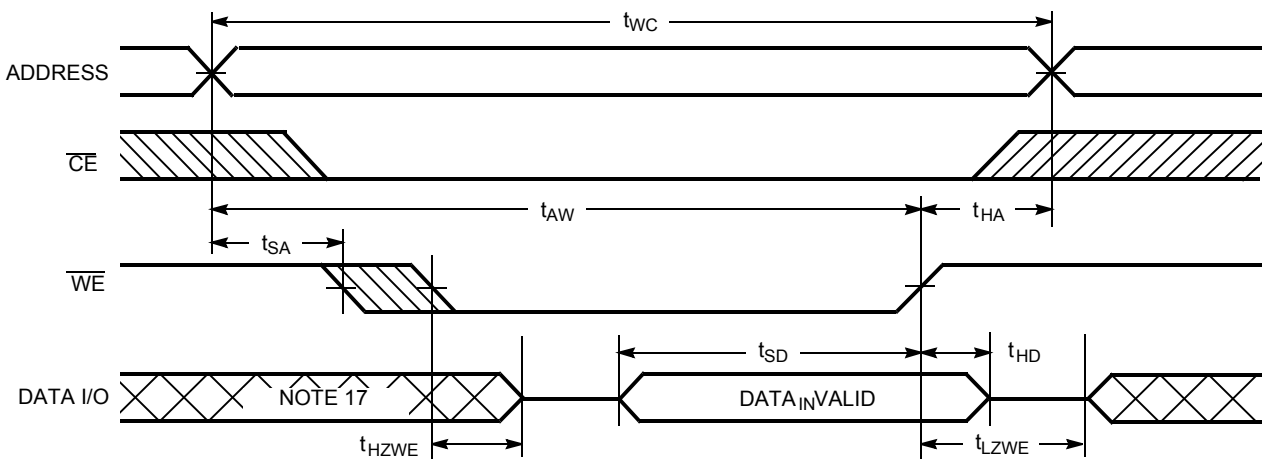 tWC
ADDRESS
CE
tAW
tHA
tSA
WE
tSD
tHD
DATA I/O
NOTE 17
DATAINVALID
tHZWE
tLZWE